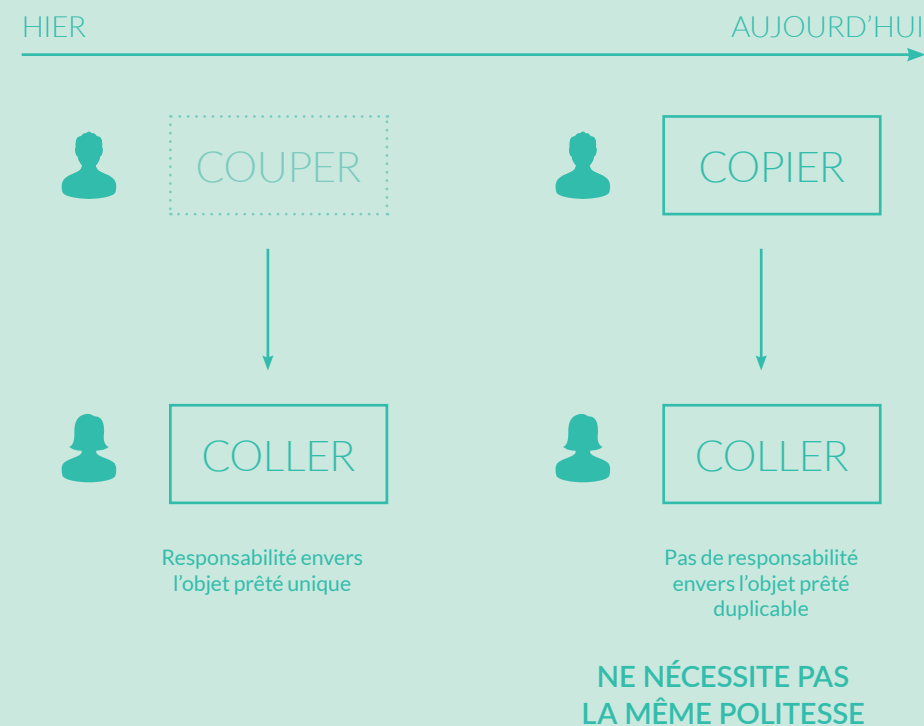 HIER
AUJOURD'HUI
COUPER
COPIER
COLLER
COLLER
Responsabilité envers
l'objet prêté unique
Pas de responsabilité
envers l'objet prêté
duplicable
NE NÉCESSITE PAS
LA MÊME POLITESSE